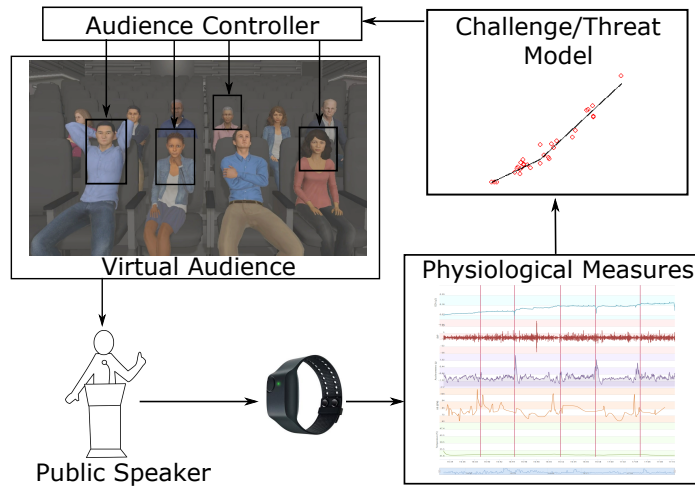 Audience Controller
Challenge/Threat
Model
Virtual Audience
Physiological Measures
Public Speaker